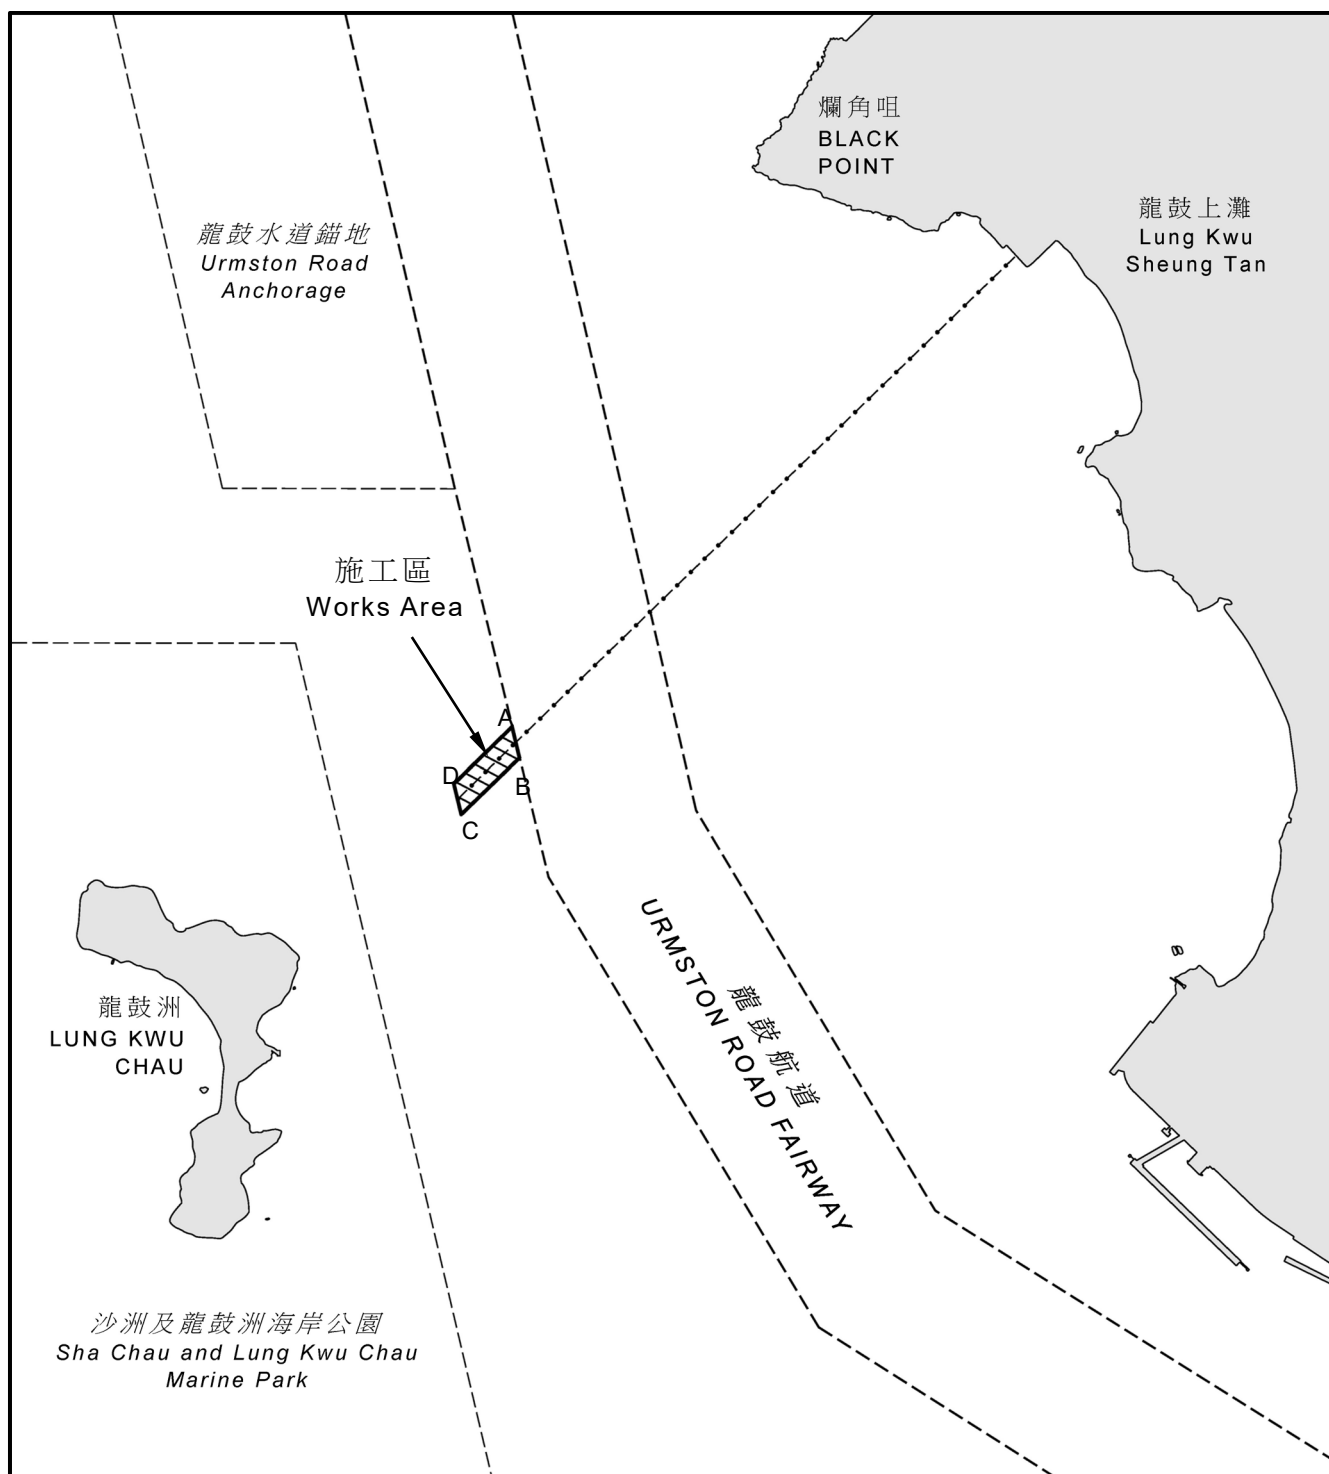 爛角咀
BLACK
POINT
龍鼓上灘
Lung Kwu
Sheung Tan
龍鼓水道錨地
Urmston Road
Anchorage
施工區
Works Area
A
D
B
C
龍鼓航道
URMSTON ROAD FAIRWAY
龍鼓洲
LUNG KWU
CHAU
沙洲及龍鼓洲海岸公園
Sha Chau and Lung Kwu Chau
Marine Park